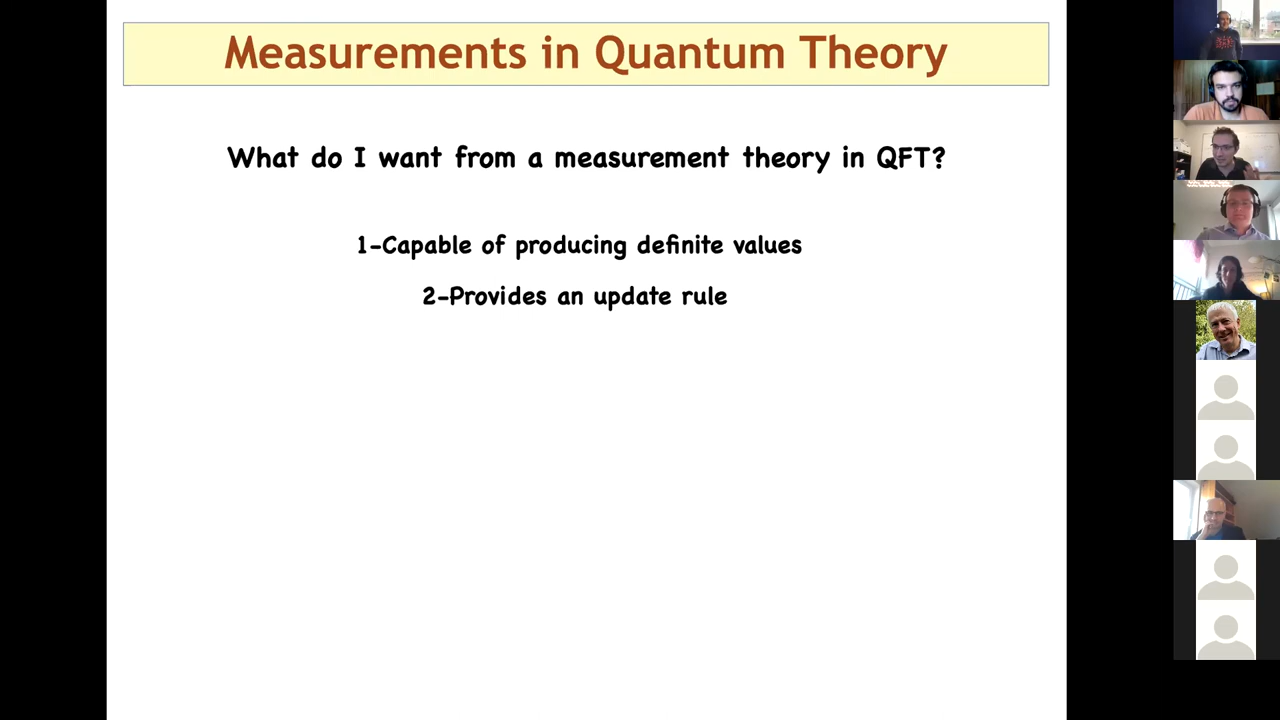 Measurements in Quantum Theory
What do I want from a measurement theory in QFT?
1-Capable of producing definite values
2-Provides an update rule